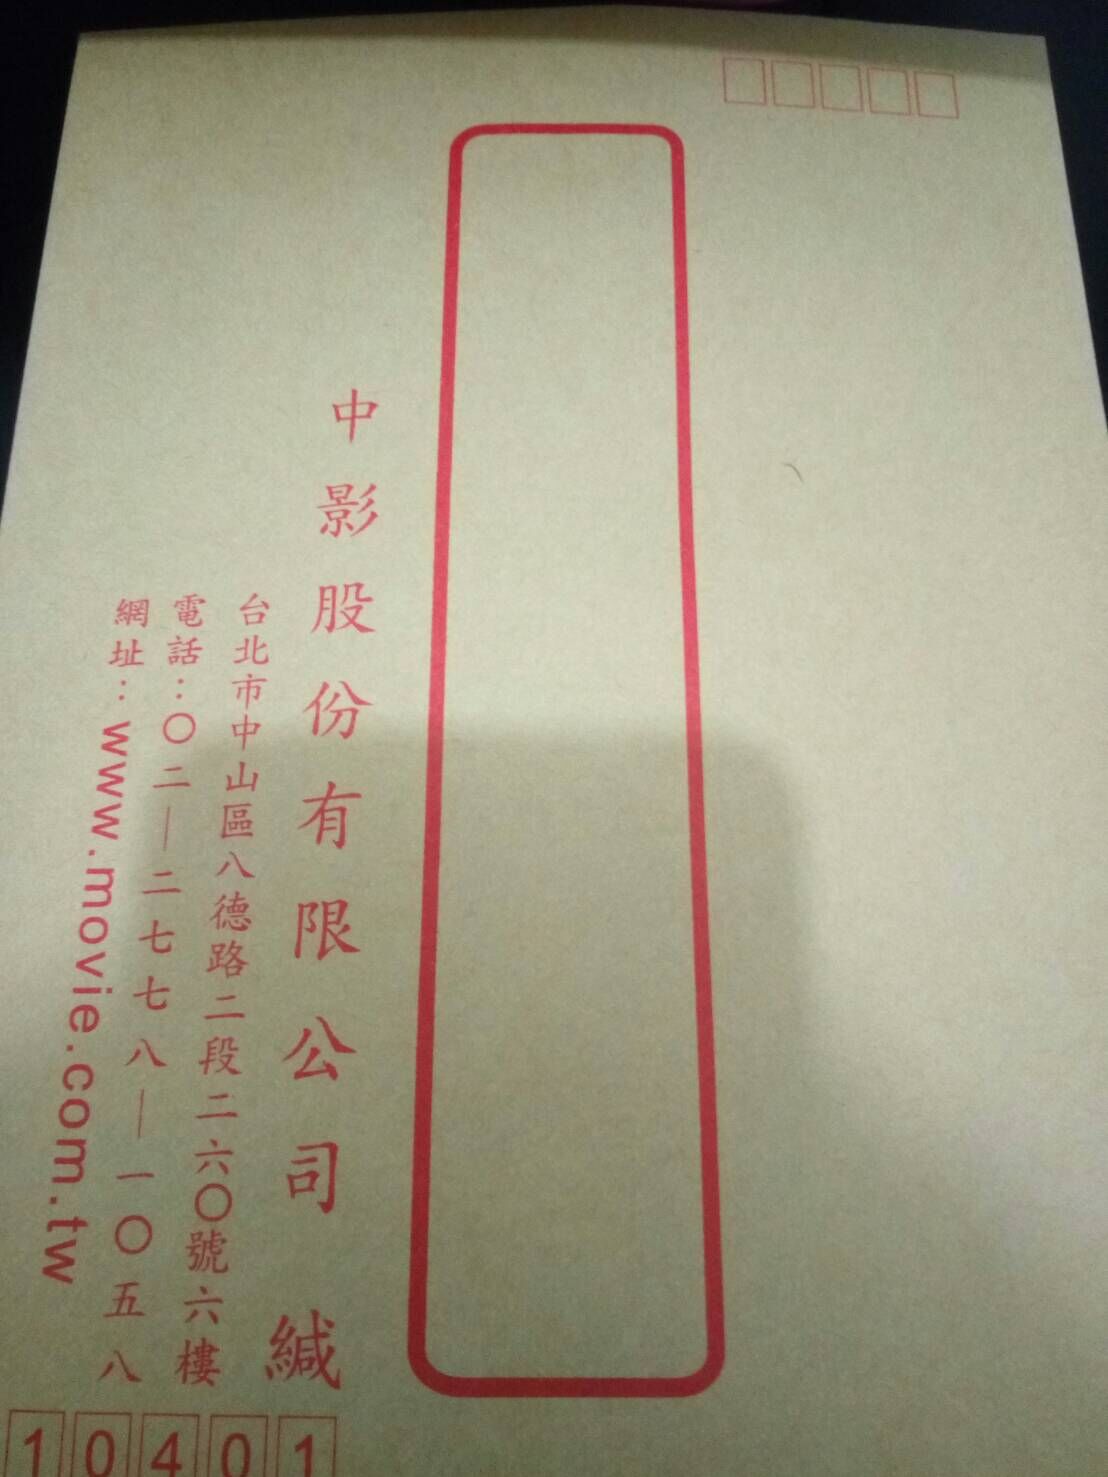 中影股份有限公司 緘
台北市中山區八德路二段二六〇號六樓
電話：〇二—二七七八—一〇五八
網址：www.movie.com.tw
10401